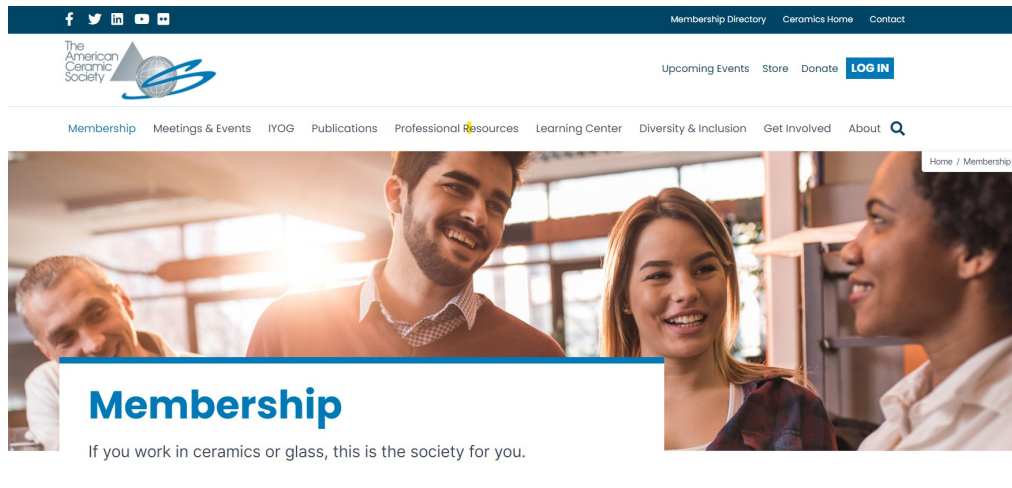 Membership Directory Ceramics Home Contact
The
American
Ceramic
Society
Upcoming Events Store Donate LOG IN
Membership Meetings & Events IYOG Publications Professional Resources Learning Center Diversity & Inclusion Get Involved About
Home / Membership
Membership
If you work in ceramics or glass, this is the society for you.